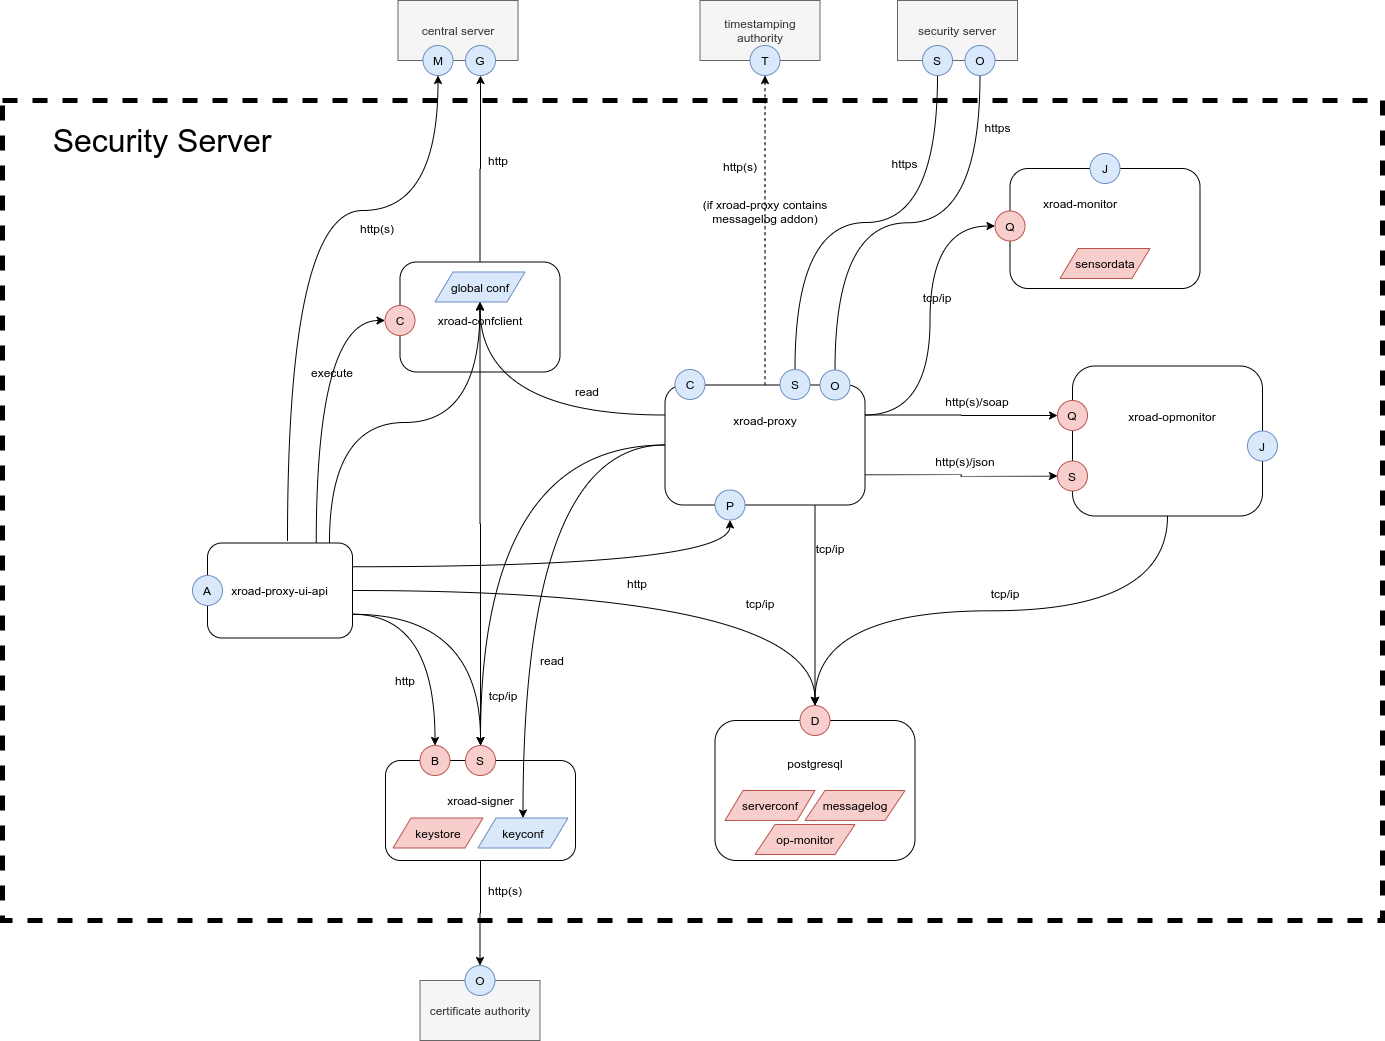 central server
M
G
timestamping
authority
T
security server
S
O
Security Server
http
http(s)
https
https
J
xroad-monitor
(if xroad-proxy contains
messagelog addon)
http(s)
Q
sensordata
global conf
C
xroad-confclient
tcp/ip
execute
read
C
S
O
xroad-proxy
http(s)/soap
Q
xroad-opmonitor
J
http(s)/json
S
P
tcp/ip
A
xroad-proxy-ui-api
http
tcp/ip
tcp/ip
read
http
tcp/ip
D
B
S
postgresql
xroad-signer
serverconf
messagelog
keystore
keyconf
op-monitor
http(s)
O
certificate authority